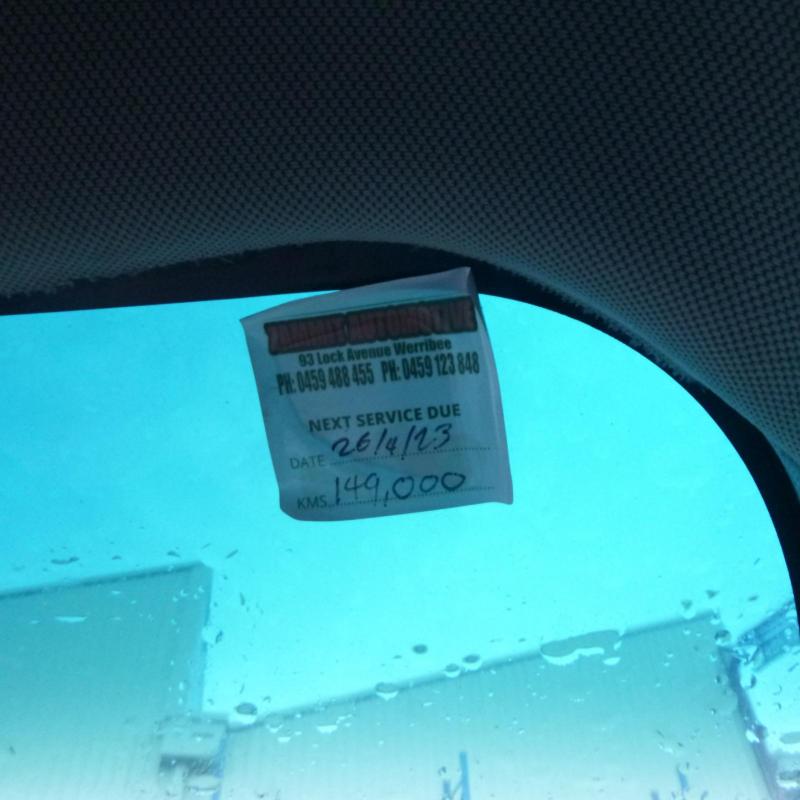 93 Lock Avenue Werribee
PH: 0459 488 455 PH: 0459 123 848
NEXT SERVICE DUE
DATE 26/4/23
KMS 149,000